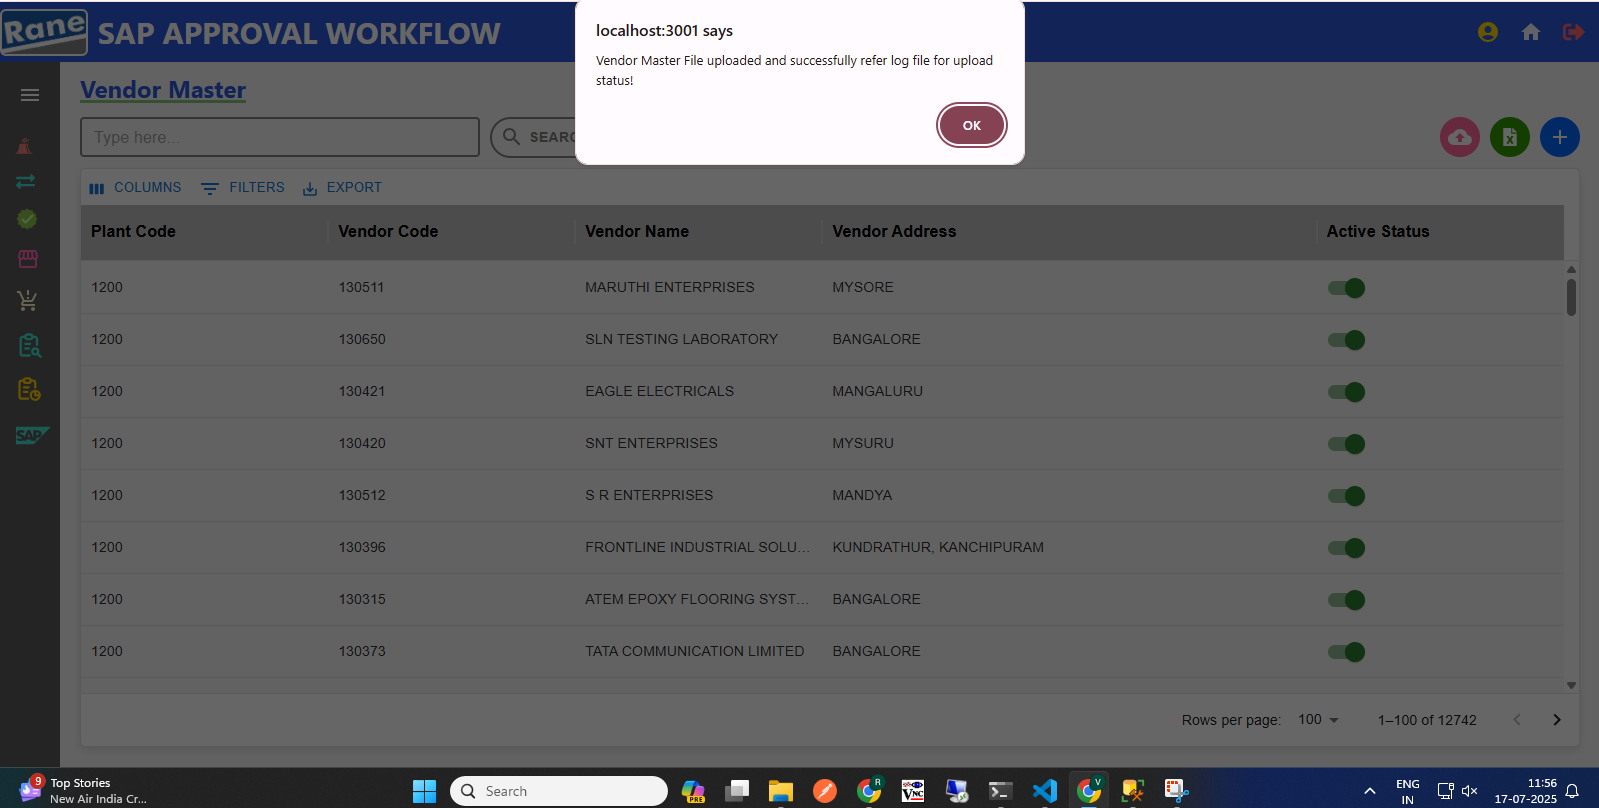 Rane
SAP APPROVAL WORKFLOW
localhost:3001 says
Vendor Master File uploaded and successfully refer log file for upload
status!
OK
Vendor Master
Type here...
SEARC
COLUMNS FILTERS EXPORT
Plant Code Vendor Code Vendor Name Vendor Address Active Status
1200 130511 MARUTHI ENTERPRISES MYSORE
1200 130650 SLN TESTING LABORATORY BANGALORE
1200 130421 EAGLE ELECTRICALS MANGALURU
1200 130420 SNT ENTERPRISES MYSURU
1200 130512 S R ENTERPRISES MANDYA
1200 130396 FRONTLINE INDUSTRIAL SOLU... KUNDRATHUR, KANCHIPURAM
1200 130315 ATEM EPOXY FLOORING SYST... BANGALORE
1200 130373 TATA COMMUNICATION LIMITED BANGALORE
SAP
Rows per page: 100 1–100 of 12742
9
Top Stories
New Air India Cr...
Search
PRE
R
VNC
V
ENG
IN
11:56
17-07-2025